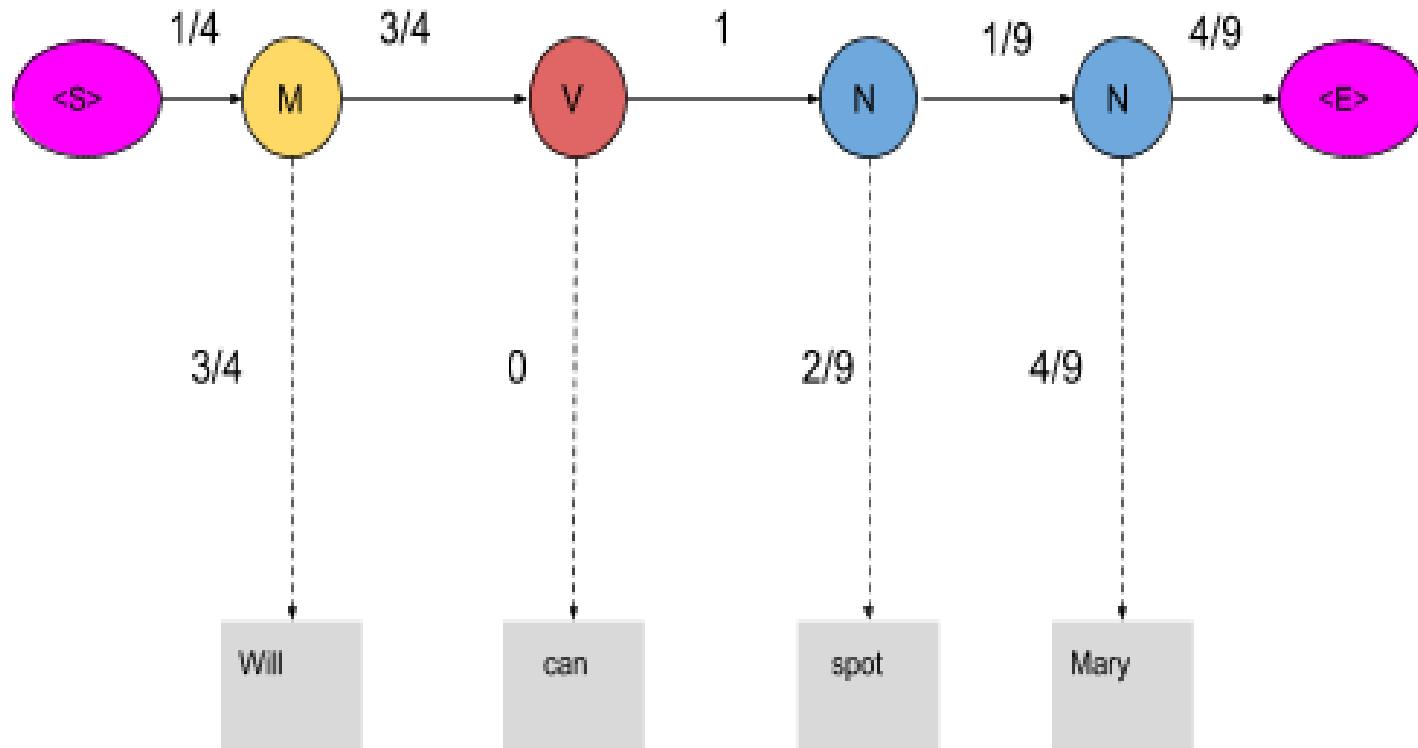 1/4 3/4 1 1/9 4/9
<S> M V N N <E>
3/4 0 2/9 4/9
Will can spot Mary